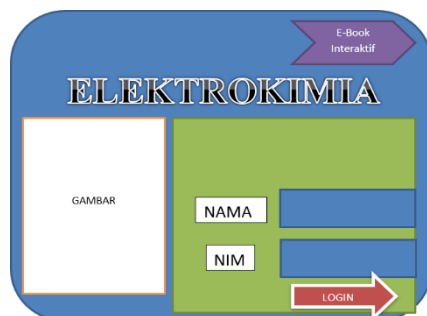 E-Book
Interaktif
ELEKTROKIMIA
GAMBAR
NAMA
NIM
LOGIN